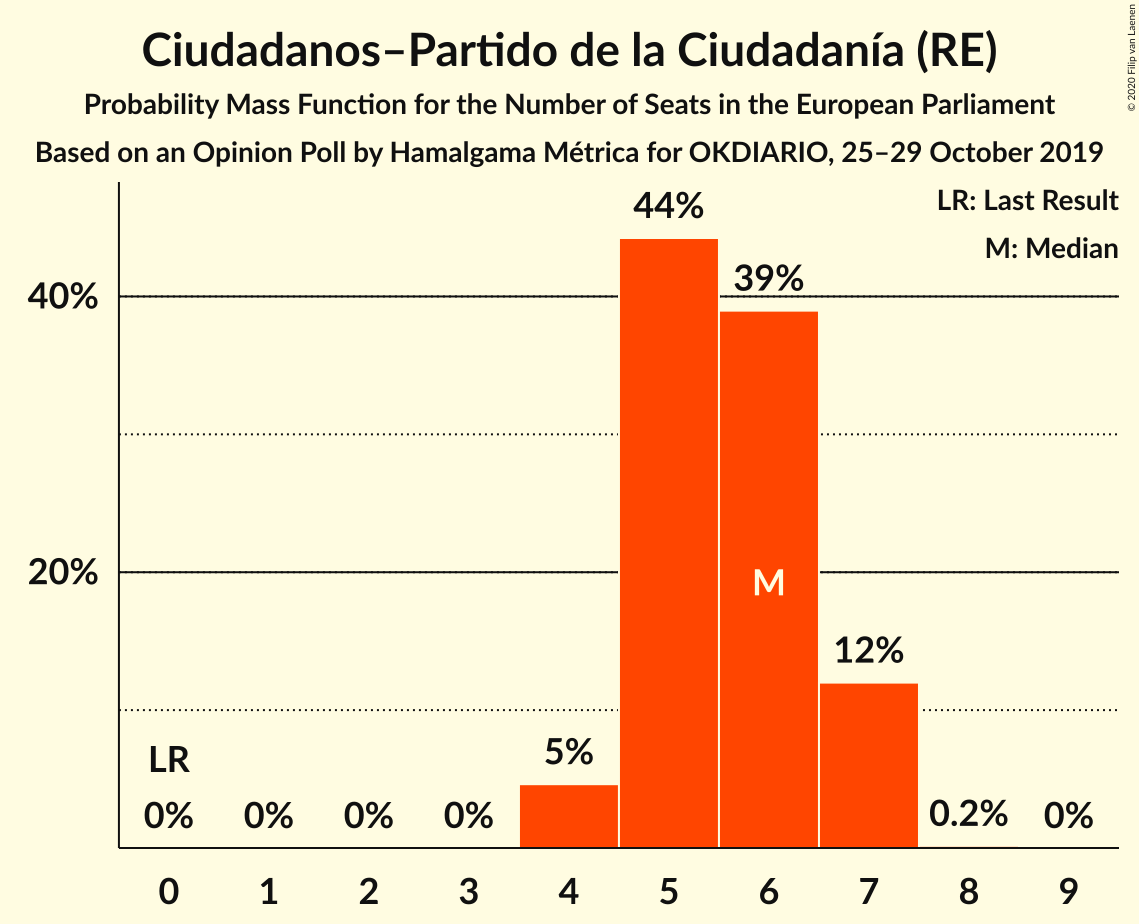 Ciudadanos–Partido de la Ciudadanía (RE)
Probability Mass Function for the Number of Seats in the European Parliament
Based on an Opinion Poll by Hamalgama Métrica for OKDIARIO, 25–29 October 2019
© 2020 Filip van Laenen
LR: Last Result
M: Median
44%
39%
40%
20%
M
12%
5%
LR
0%
0%
0%
0%
0.2%
0%
0
1
2
3
4
5
6
7
8
9